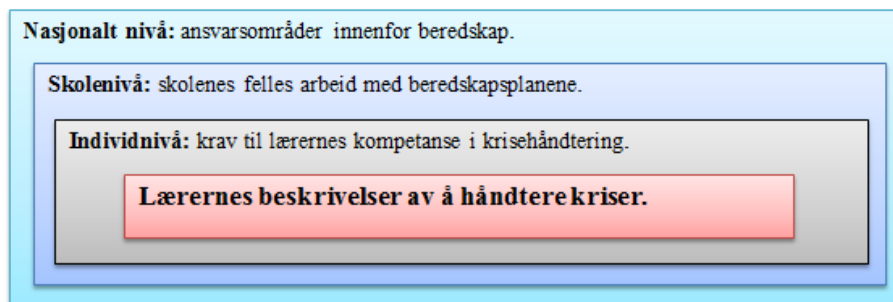 Nasjonalt nivå: ansvarsområder innenfor beredskap.
Skolenivå: skolenes felles arbeid med beredskapsplanene.
Individnivå: krav til lærernes kompetanse i krisehåndtering.
Lærernes beskrivelser av å håndtere kriser.